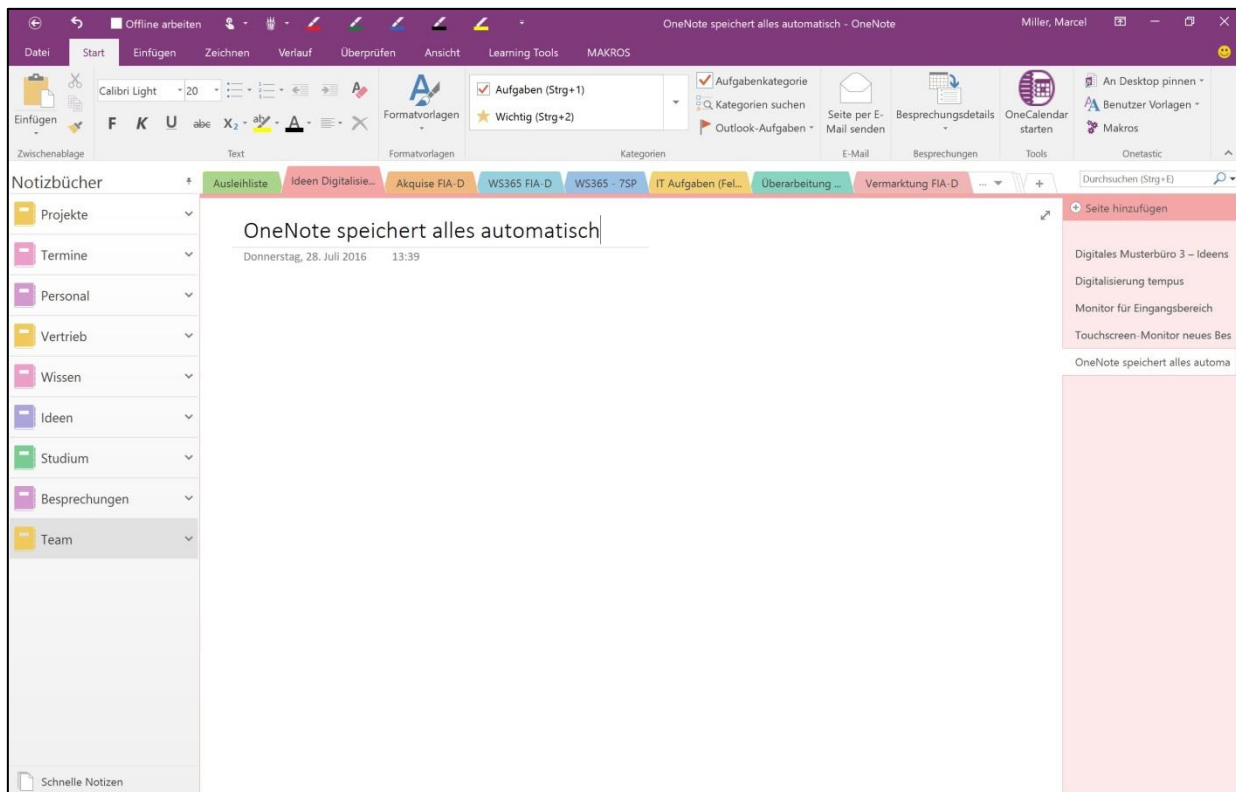 Offline arbeiten
OneNote speichert alles automatisch - OneNote
Miller, Marcel
Datei Start Einfügen Zeichnen Verlauf Überprüfen Ansicht Learning Tools MAKROS
Einfügen
Zwischenablage
Calibri Light 20
F K U abc X₂ aby A
Text
Formatvorlagen
Formatvorlagen
Aufgaben (Strg+1)
Wichtig (Strg+2)
Aufgabenkategorie
Kategorien suchen
Outlook-Aufgaben
Kategorien
Seite per E-
Mail senden
E-Mail
Besprechungsdetails
Besprechungen
OneCalendar
starten
Tools
An Desktop pinnen
Benutzer Vorlagen
Makros
Onetastic
Notizbücher
Ausleihliste Ideen Digitalisie... Akquise FIA-D WS365 FIA-D WS365 - 7SP IT Aufgaben (Fel... Überarbeitung ... Vermarktung FIA-D ...
Durchsuchen (Strg+E)
Projekte
Termine
Personal
Vertrieb
Wissen
Ideen
Studium
Besprechungen
Team
Schnelle Notizen
OneNote speichert alles automatisch
Donnerstag, 28. Juli 2016 13:39
Seite hinzufügen
Digitales Musterbüro 3 – Ideens
Digitalisierung tempus
Monitor für Eingangsbereich
Touchscreen-Monitor neues Bes
OneNote speichert alles automa